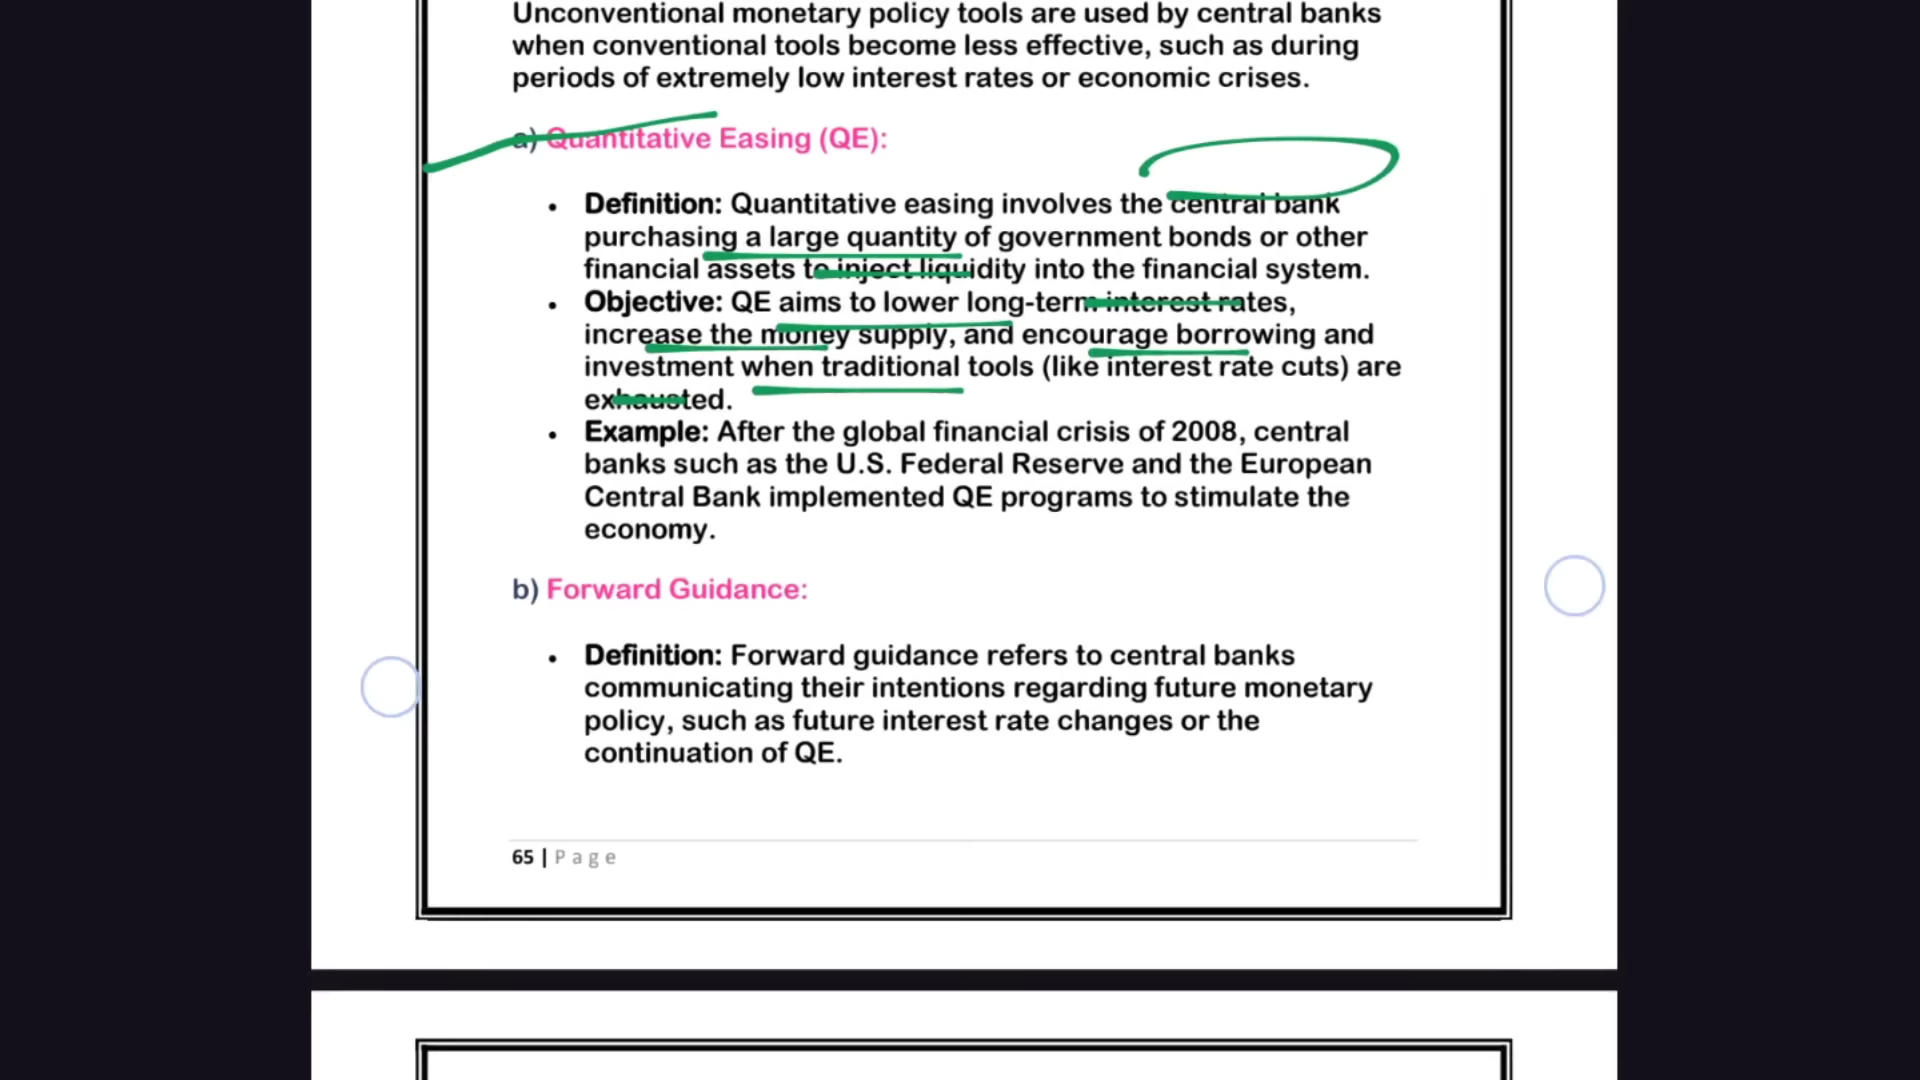 Unconventional monetary policy tools are used by central banks
when conventional tools become less effective, such as during
periods of extremely low interest rates or economic crises.
a) Quantitative Easing (QE):
• Definition: Quantitative easing involves the central bank
purchasing a large quantity of government bonds or other
financial assets to inject liquidity into the financial system.
• Objective: QE aims to lower long-term interest rates,
increase the money supply, and encourage borrowing and
investment when traditional tools (like interest rate cuts) are
exhausted.
• Example: After the global financial crisis of 2008, central
banks such as the U.S. Federal Reserve and the European
Central Bank implemented QE programs to stimulate the
economy.
b) Forward Guidance:
• Definition: Forward guidance refers to central banks
communicating their intentions regarding future monetary
policy, such as future interest rate changes or the
continuation of QE.
65 | Page